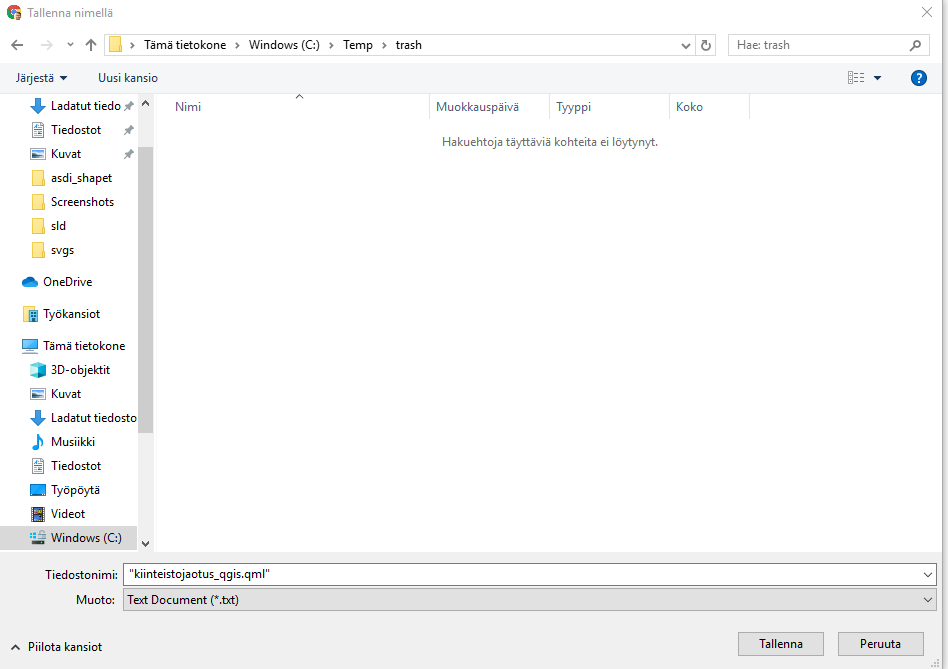 Tallenna nimellä
Tämä tietokone Windows (C:) Temp trash
Hae: trash
Järjestä Uusi kansio
Nimi Muokkauspäivä Tyyppi Koko
Hakuehtoja täyttäviä kohteita ei löytynyt.
Ladatut tiedo
Tiedostot
Kuvat
asdi_shapet
Screenshots
sld
svgs
OneDrive
Työkansiot
Tämä tietokone
3D-objektit
Kuvat
Ladatut tiedosto
Musiikki
Tiedostot
Työpöytä
Videot
Windows (C:)
Tiedostonimi: "kiinteistojaotus_qgis.qml"
Muoto: Text Document (*.txt)
Piilota kansiot
Tallenna Peruuta